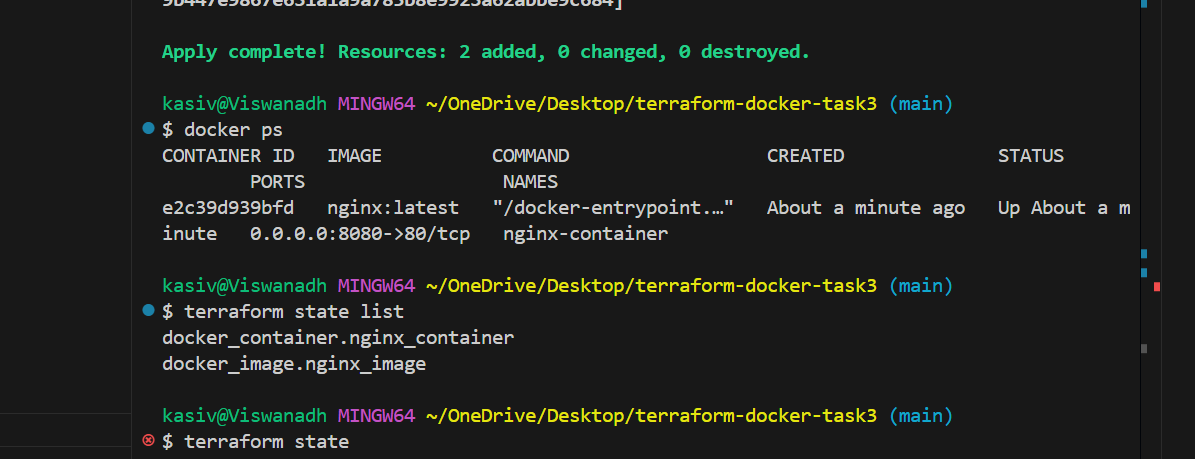 Apply complete! Resources: 2 added, 0 changed, 0 destroyed.
kasiv@Viswanadh MINGW64 ~/OneDrive/Desktop/terraform-docker-task3 (main)
$ docker ps
CONTAINER ID   IMAGE          COMMAND                  CREATED              STATUS
        PORTS                  NAMES
e2c39d939bfd   nginx:latest   "/docker-entrypoint.…"   About a minute ago   Up About a m
inute   0.0.0.0:8080->80/tcp   nginx-container
kasiv@Viswanadh MINGW64 ~/OneDrive/Desktop/terraform-docker-task3 (main)
$ terraform state list
docker_container.nginx_container
docker_image.nginx_image
kasiv@Viswanadh MINGW64 ~/OneDrive/Desktop/terraform-docker-task3 (main)
$ terraform state